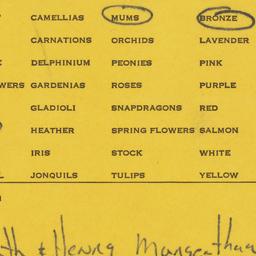 CAMELLIAS MUMS BRONZE
CARNATIONS ORCHIDS LAVENDER
DELPHINIUM PEONIES PINK
GARDENIAS ROSES PURPLE
GLADIOLI SNAPDRAGONS RED
HEATHER SPRING FLOWERS SALMON
IRIS STOCK WHITE
JONQUILS TULIPS YELLOW
& Henry